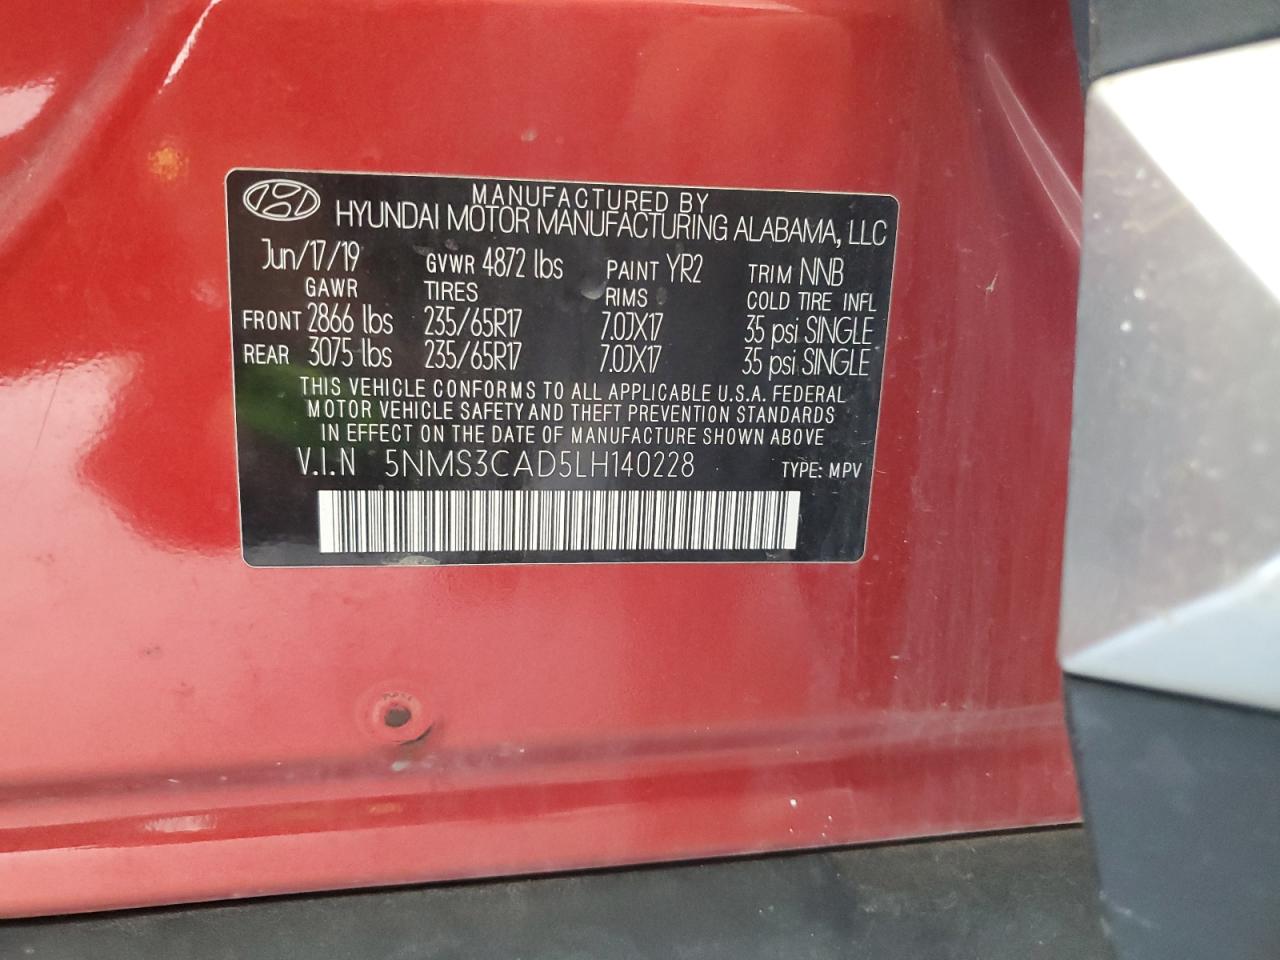 MANUFACTURED BY
HYUNDAI MOTOR MANUFACTURING ALABAMA, LLC
Jun/17/19 GVWR 4872 lbs PAINT YR2 TRIM NNB
GAWR TIRES RIMS COLD TIRE INFL
FRONT 2866 lbs 235/65R17 7.0JX17 35 psi SINGLE
REAR 3075 lbs 235/65R17 7.0JX17 35 psi SINGLE
THIS VEHICLE CONFORMS TO ALL APPLICABLE U.S.A. FEDERAL
MOTOR VEHICLE SAFETY AND THEFT PREVENTION STANDARDS
IN EFFECT ON THE DATE OF MANUFACTURE SHOWN ABOVE
V.I.N 5NMS3CAD5LH140228 TYPE: MPV